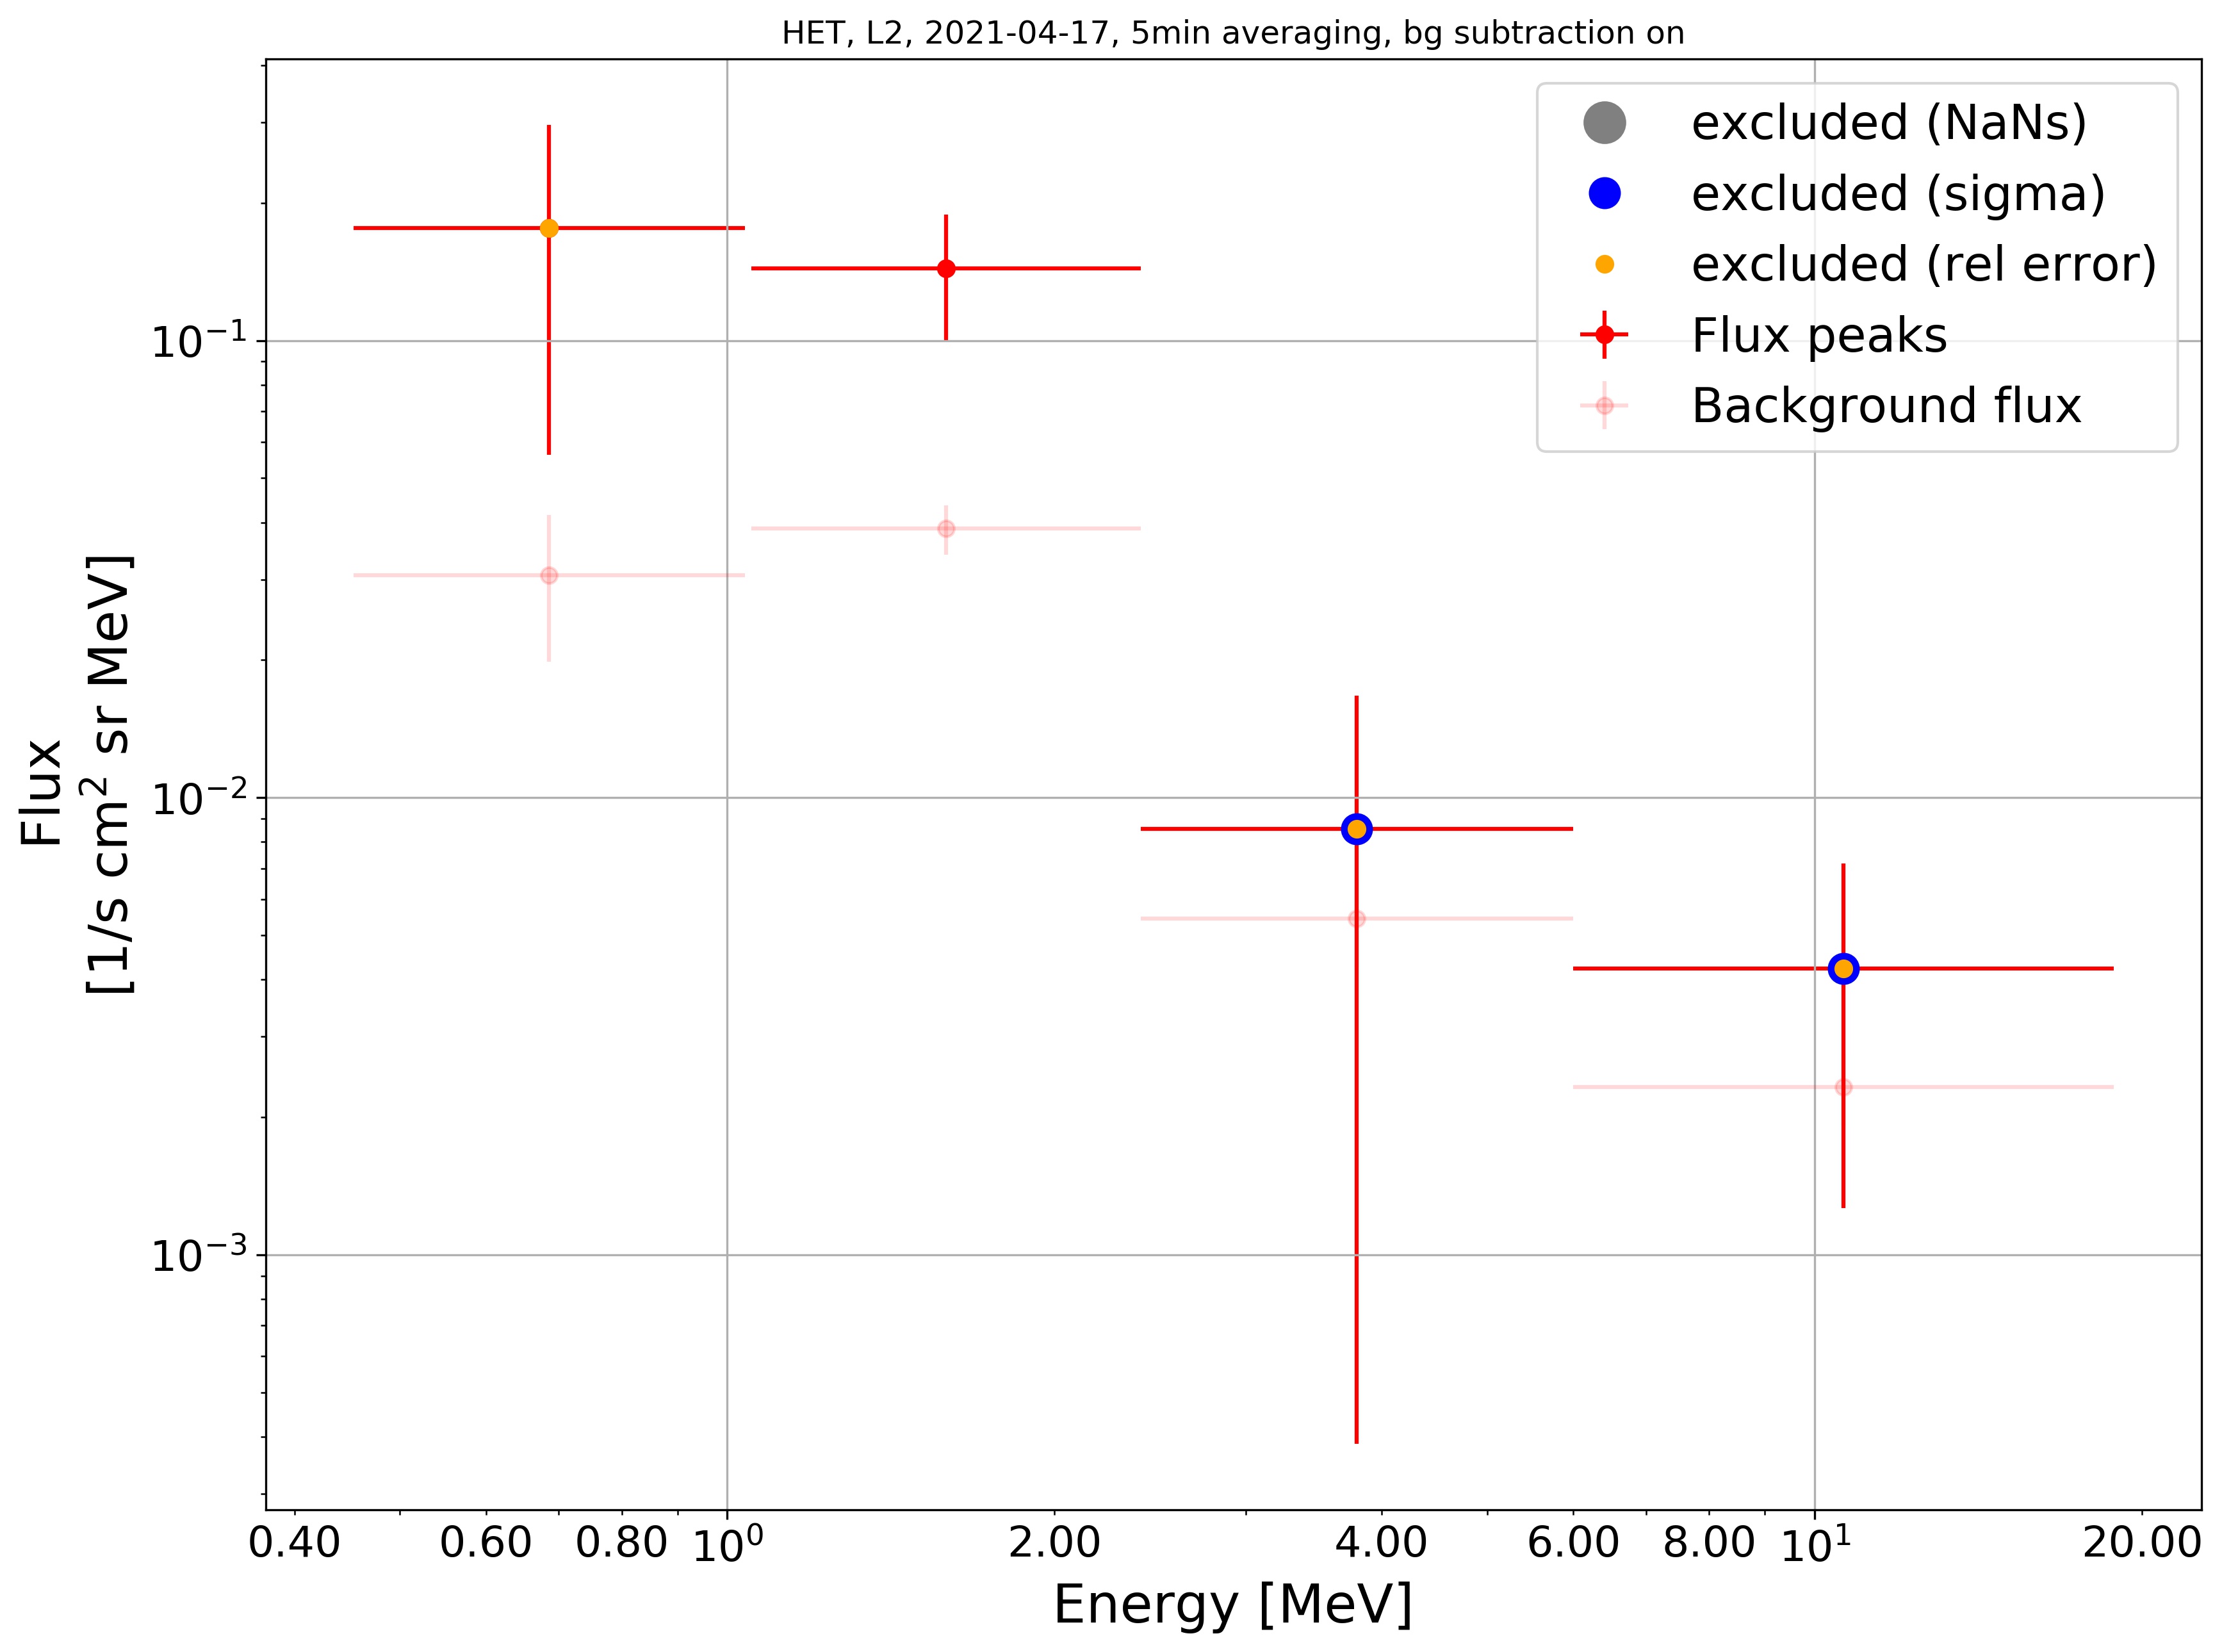 HET, L2, 2021-04-17, 5min averaging, bg subtraction on
excluded (NaNs)
excluded (sigma)
excluded (rel error)
Flux peaks
Background flux
Flux
[1/s cm² sr MeV]
10⁻¹
10⁻²
10⁻³
0.40 0.60 0.80 10⁰ 2.00 4.00 6.00 8.00 10¹ 20.00
Energy [MeV]